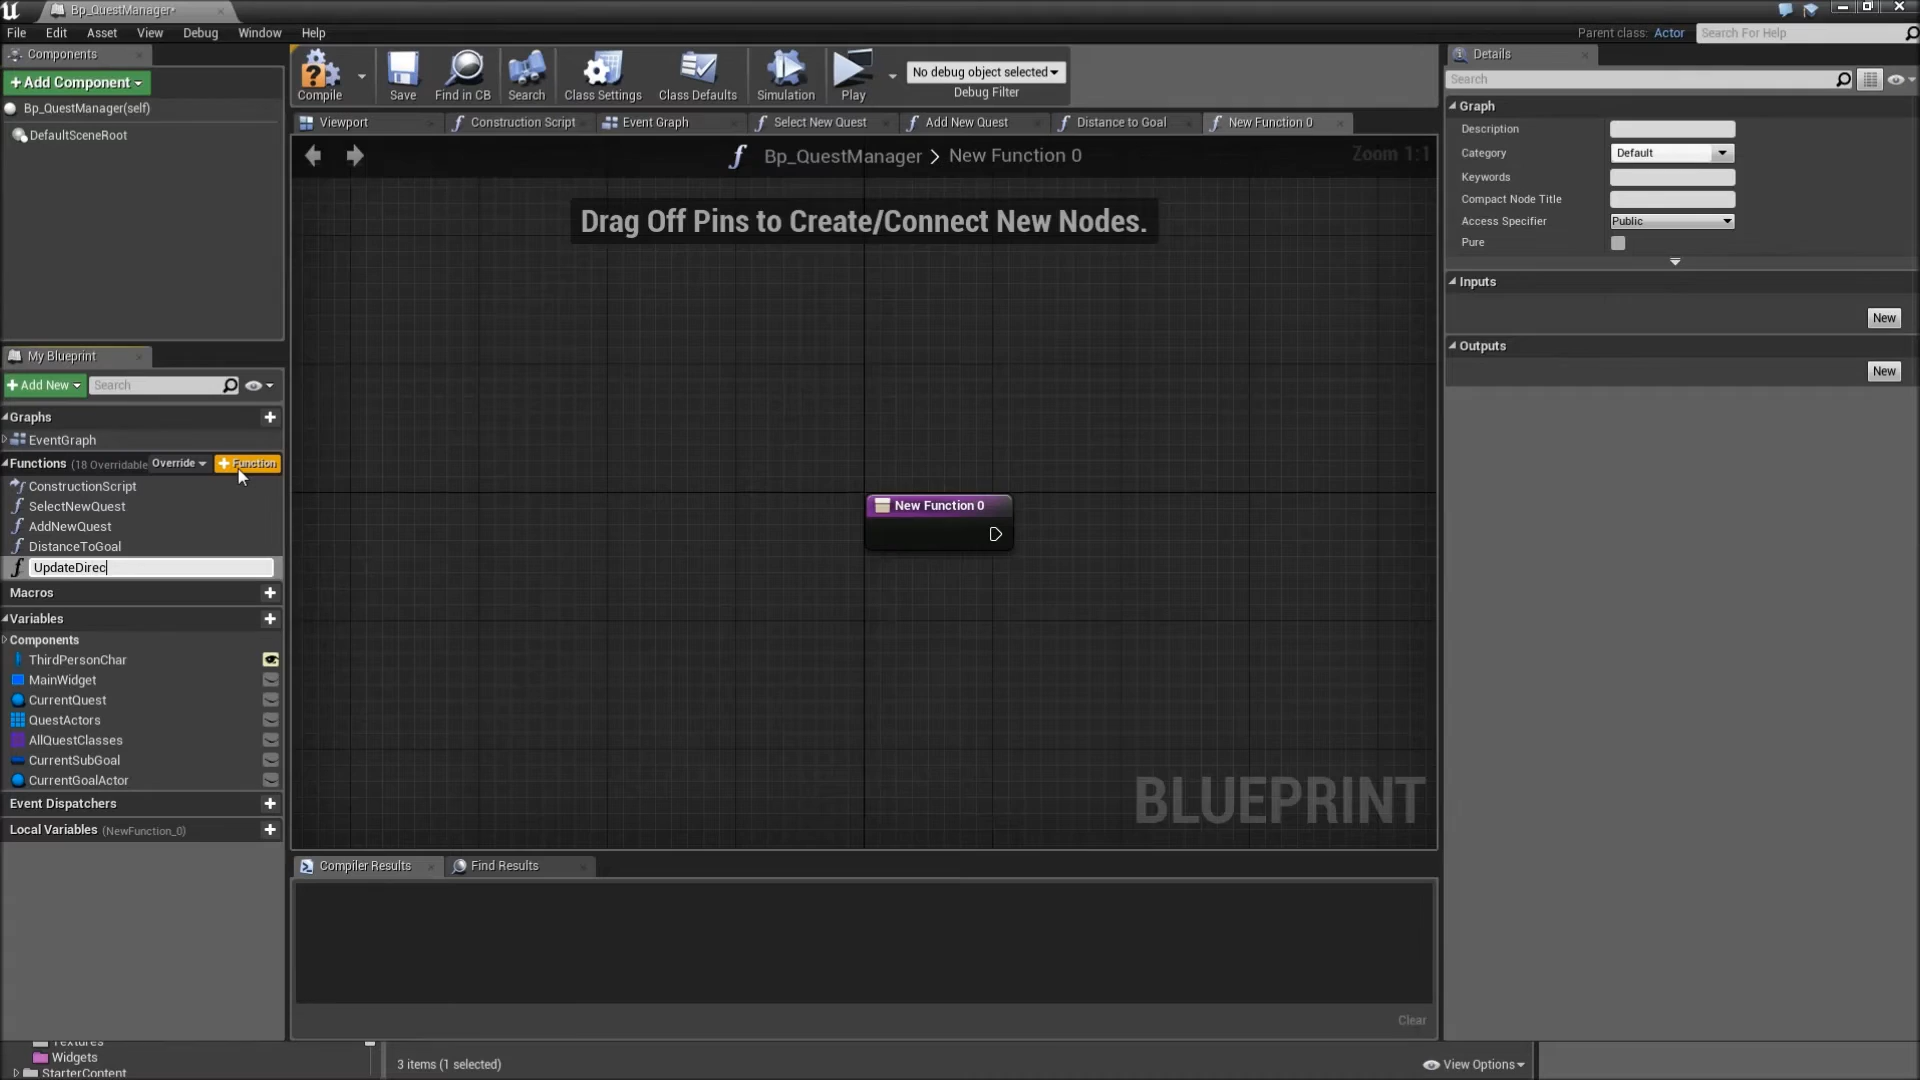 Bp_QuestManager*
File Edit Asset View Debug Window Help
Parent class: Actor
Search For Help
Components
+Add Component
Bp_QuestManager(self)
DefaultSceneRoot
Compile
Save
Find in CB
Search
Class Settings
Class Defaults
Simulation
Play
No debug object selected
Debug Filter
Viewport
Construction Script
Event Graph
Select New Quest
Add New Quest
Distance to Goal
New Function 0
Bp_QuestManager > New Function 0
Zoom 1:1
Drag Off Pins to Create/Connect New Nodes.
New Function 0
BLUEPRINT
My Blueprint
+Add New
Search
Graphs
EventGraph
Functions (18 Overridable
Override
+ Function
ConstructionScript
SelectNewQuest
AddNewQuest
DistanceToGoal
UpdateDirec
Macros
Variables
Components
ThirdPersonChar
MainWidget
CurrentQuest
QuestActors
AllQuestClasses
CurrentSubGoal
CurrentGoalActor
Event Dispatchers
Local Variables (NewFunction_0)
Compiler Results
Find Results
Clear
Details
Search
Graph
Description
Category
Default
Keywords
Compact Node Title
Access Specifier
Public
Pure
Inputs
New
Outputs
New
Textures
Widgets
StarterContent
3 items (1 selected)
View Options